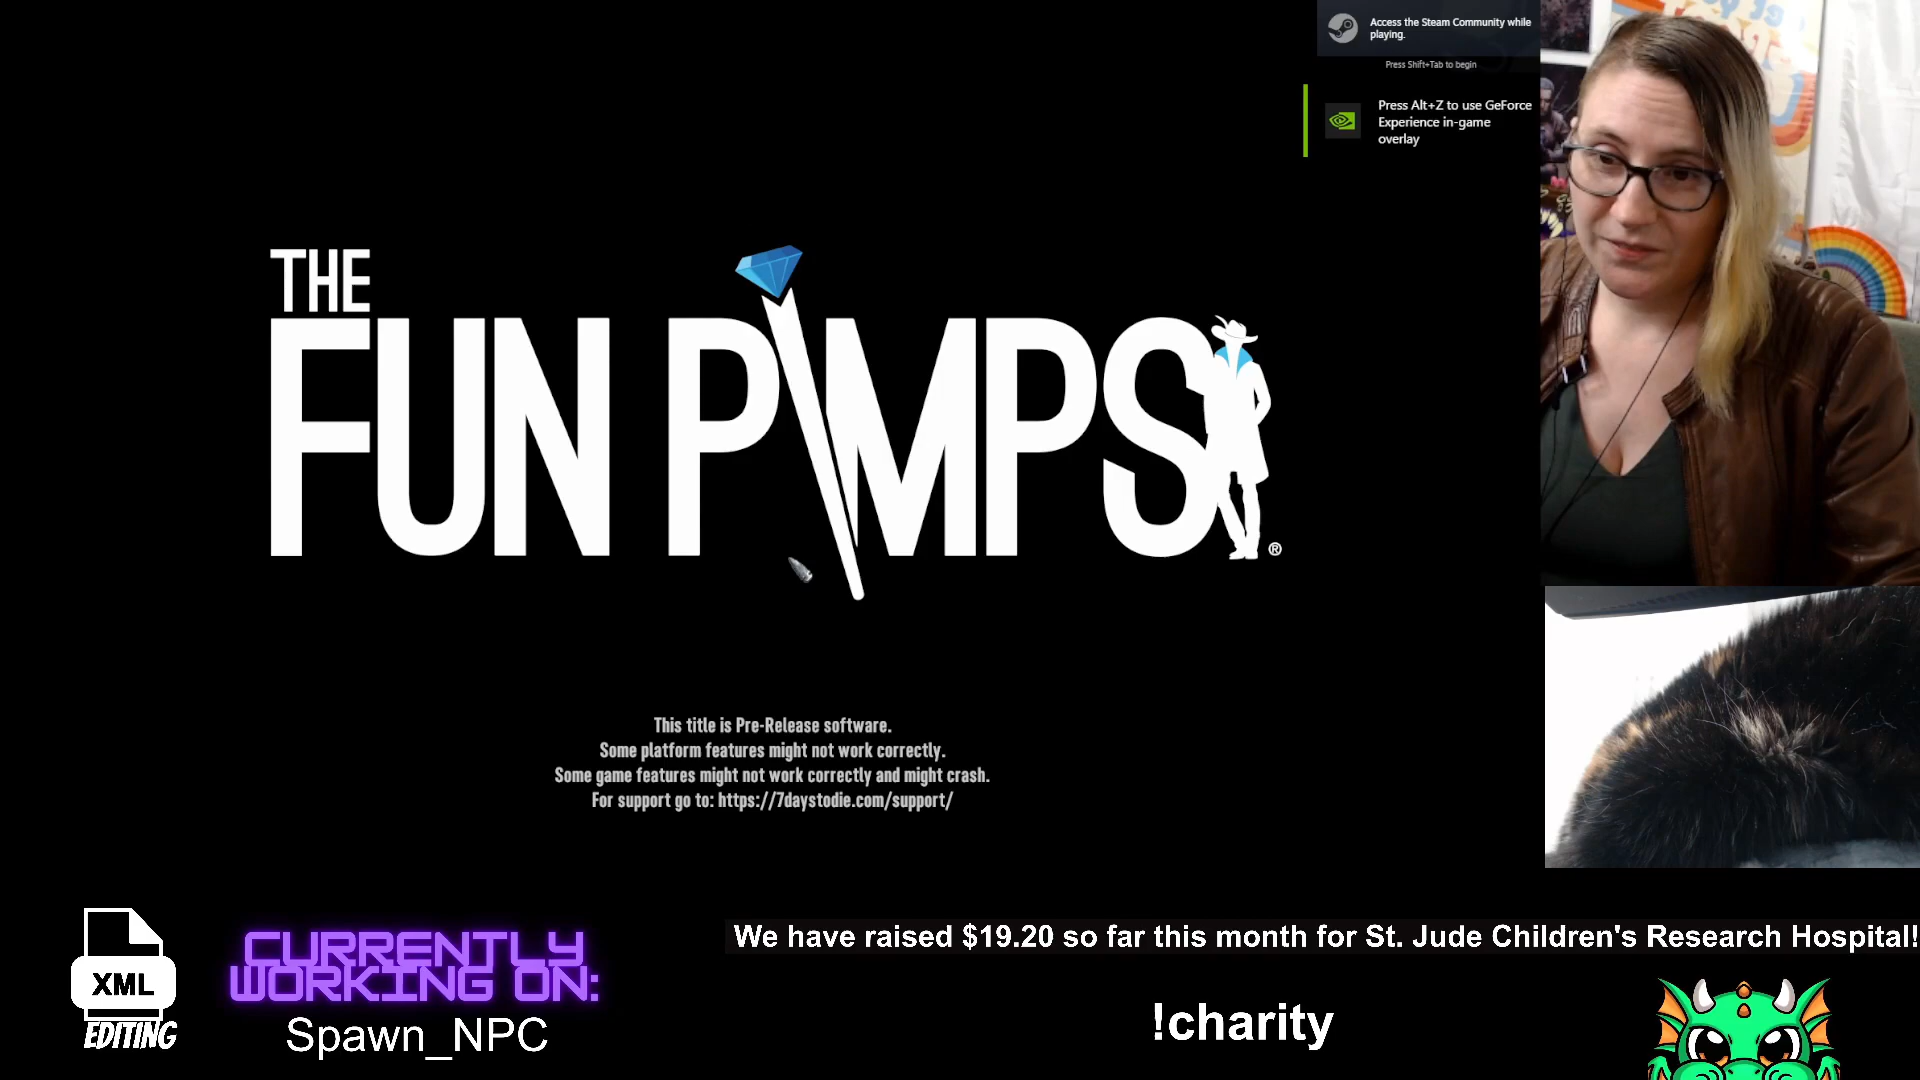 Access the Steam Community while
playing.
Press Shift+Tab to begin
Press Alt+Z to use GeForce
Experience in-game
overlay
THE
FUN PIMPS
®
This title is Pre-Release software.
Some platform features might not work correctly.
Some game features might not work correctly and might crash.
For support go to: https://7daystodie.com/support/
XML
EDITING
CURRENTLY
WORKING ON:
Spawn_NPC
We have raised $19.20 so far this month for St. Jude Children's Research Hospital!
!charity